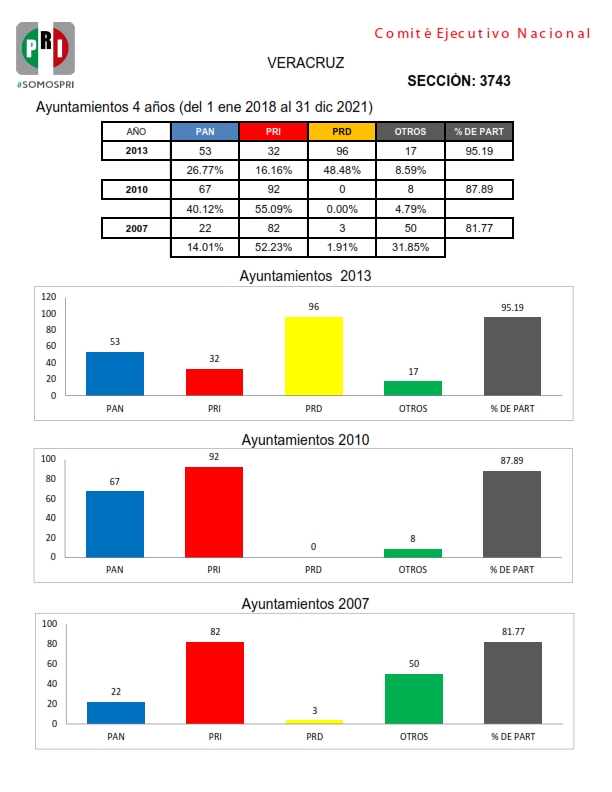 Comité Ejecutivo Nacional
PRI
#SOMOSPRI
VERACRUZ
SECCIÓN: 3743
Ayuntamientos 4 años (del 1 ene 2018 al 31 dic 2021)
AÑO PAN PRI PRD OTROS % DE PART
2013 53 32 96 17 95.19
26.77% 16.16% 48.48% 8.59%
2010 67 92 0 8 87.89
40.12% 55.09% 0.00% 4.79%
2007 22 82 3 50 81.77
14.01% 52.23% 1.91% 31.85%
Ayuntamientos 2013
120
100
80
60
40
20
0
53 32 96 17 95.19
PAN PRI PRD OTROS % DE PART
Ayuntamientos 2010
100
80
60
40
20
0
67 92 0 8 87.89
PAN PRI PRD OTROS % DE PART
Ayuntamientos 2007
100
80
60
40
20
0
22 82 3 50 81.77
PAN PRI PRD OTROS % DE PART